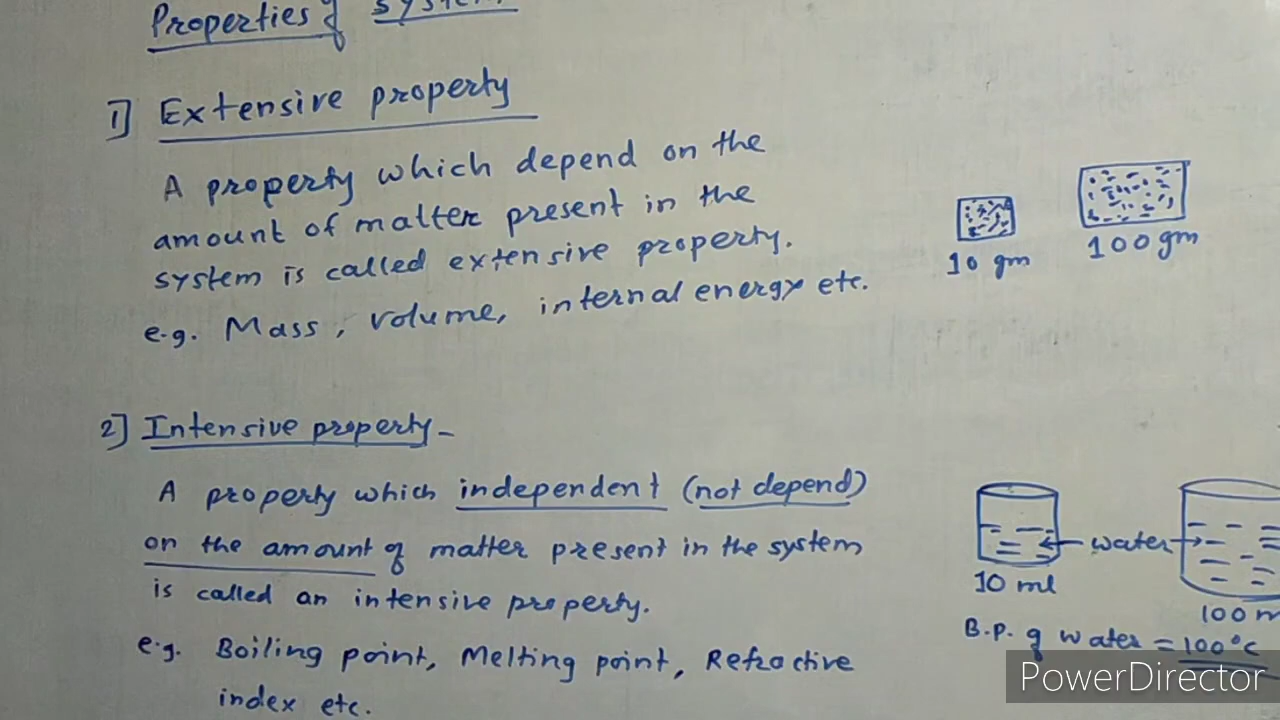 Properties of system
1] Extensive property
A property which depend on the
amount of matter present in the
system is called extensive property.
e.g. Mass, volume, internal energy etc.
10 gm
100 gm
2] Intensive property -
A property which independent (not depend)
on the amount of matter present in the system
is called an intensive property.
e.g. Boiling point, Melting point, Refractive
index etc.
water
10 ml
100 m
B.P. of water = 100°C
PowerDirector